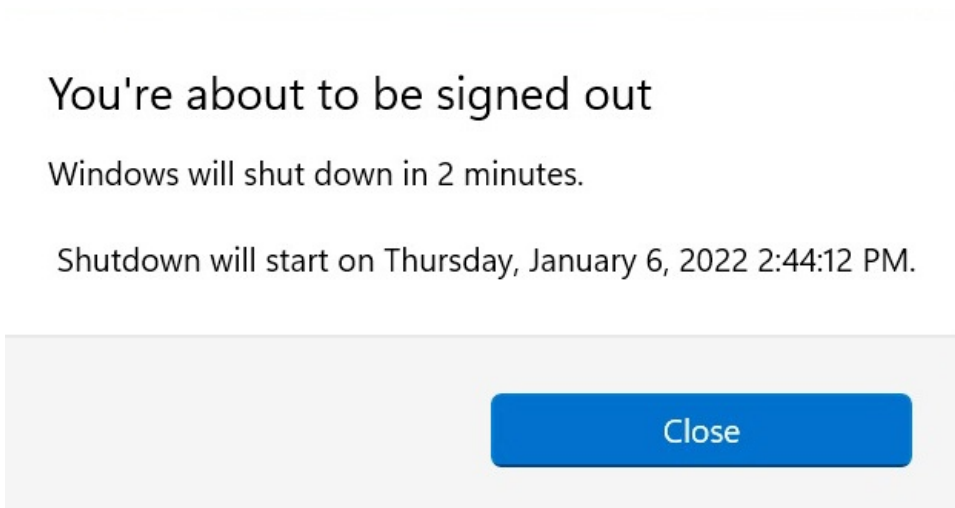 You're about to be signed out
Windows will shut down in 2 minutes.
Shutdown will start on Thursday, January 6, 2022 2:44:12 PM.
Close